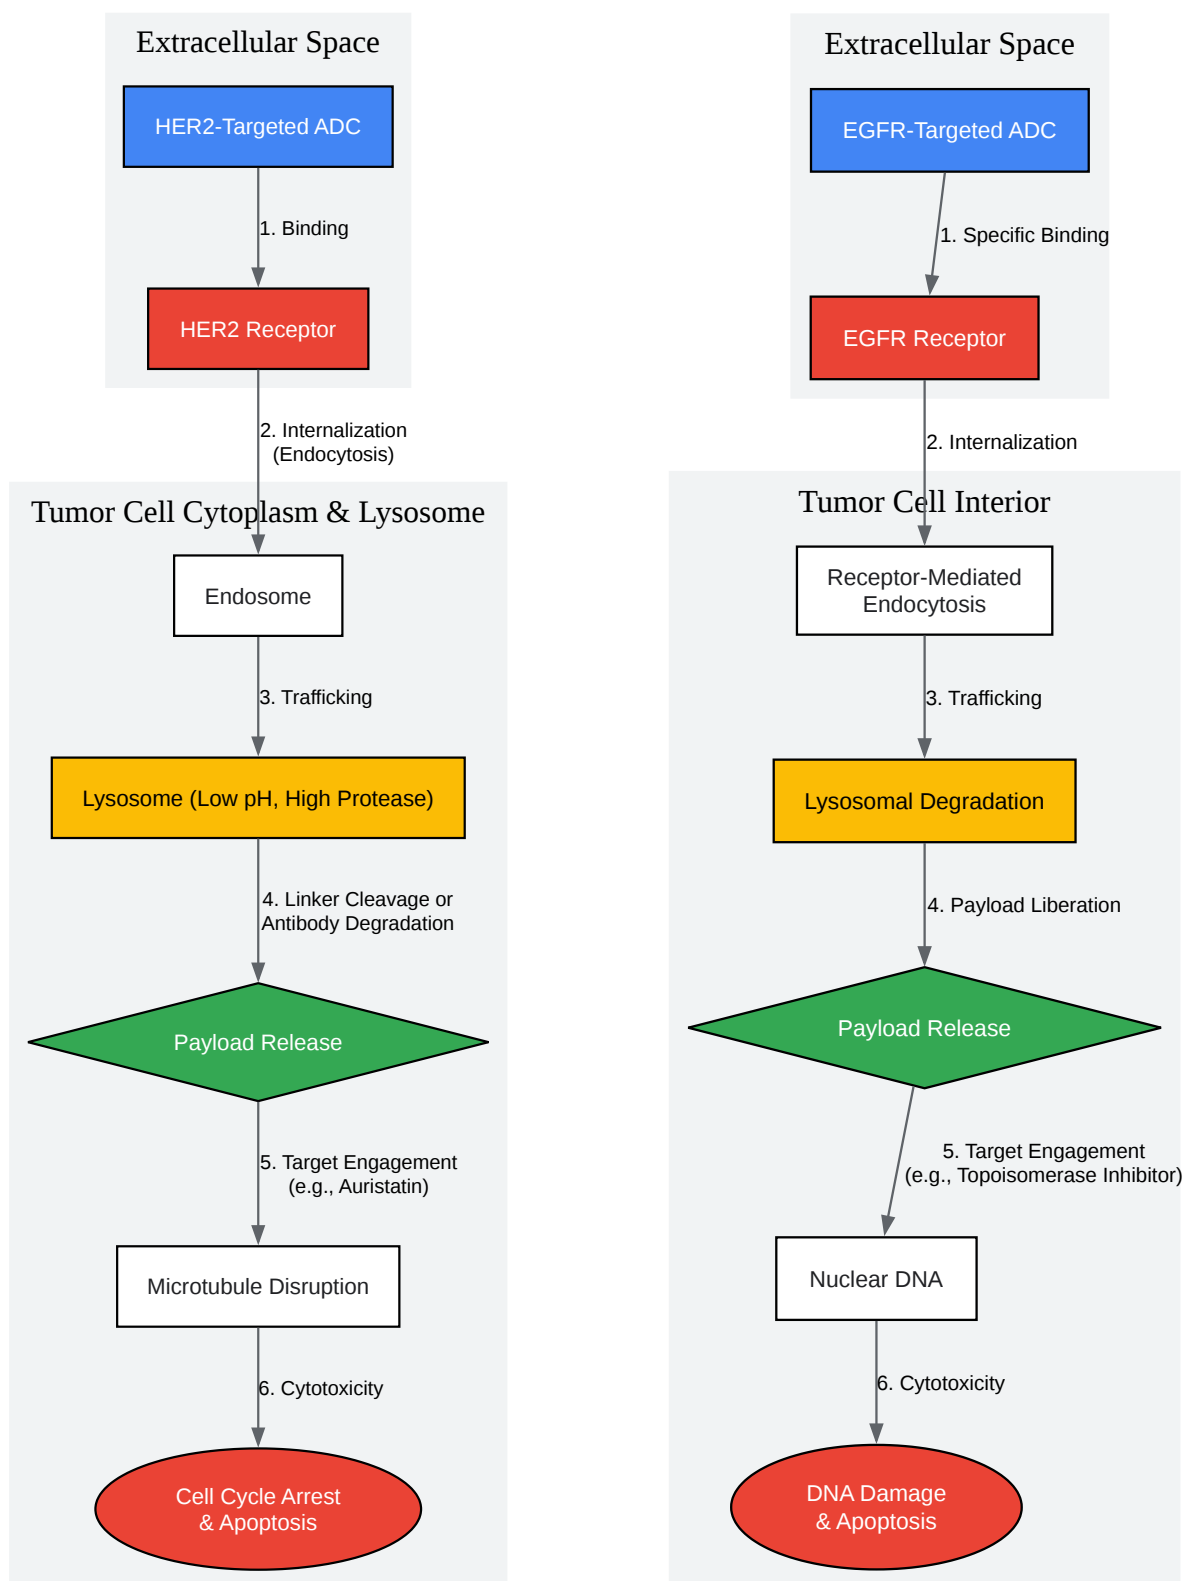 Extracellular Space
HER2-Targeted ADC
1. Binding
HER2 Receptor
2. Internalization
(Endocytosis)
Tumor Cell Cytoplasm & Lysosome
Endosome
3. Trafficking
Lysosome (Low pH, High Protease)
4. Linker Cleavage or
Antibody Degradation
Payload Release
5. Target Engagement
(e.g., Auristatin)
Microtubule Disruption
6. Cytotoxicity
Cell Cycle Arrest
& Apoptosis
Extracellular Space
EGFR-Targeted ADC
1. Specific Binding
EGFR Receptor
2. Internalization
Tumor Cell Interior
Receptor-Mediated
Endocytosis
3. Trafficking
Lysosomal Degradation
4. Payload Liberation
Payload Release
5. Target Engagement
(e.g., Topoisomerase Inhibitor)
Nuclear DNA
6. Cytotoxicity
DNA Damage
& Apoptosis